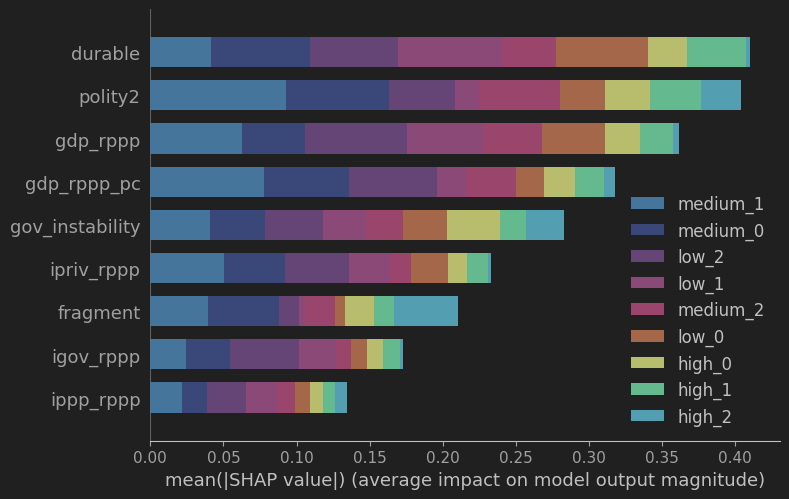 durable
polity2
gdp_rppp
gdp_rppp_pc
gov_instability
ipriv_rppp
fragment
igov_rppp
ippp_rppp
medium_1
medium_0
low_2
low_1
medium_2
low_0
high_0
high_1
high_2
0.00 0.05 0.10 0.15 0.20 0.25 0.30 0.35 0.40
mean(|SHAP value|) (average impact on model output magnitude)